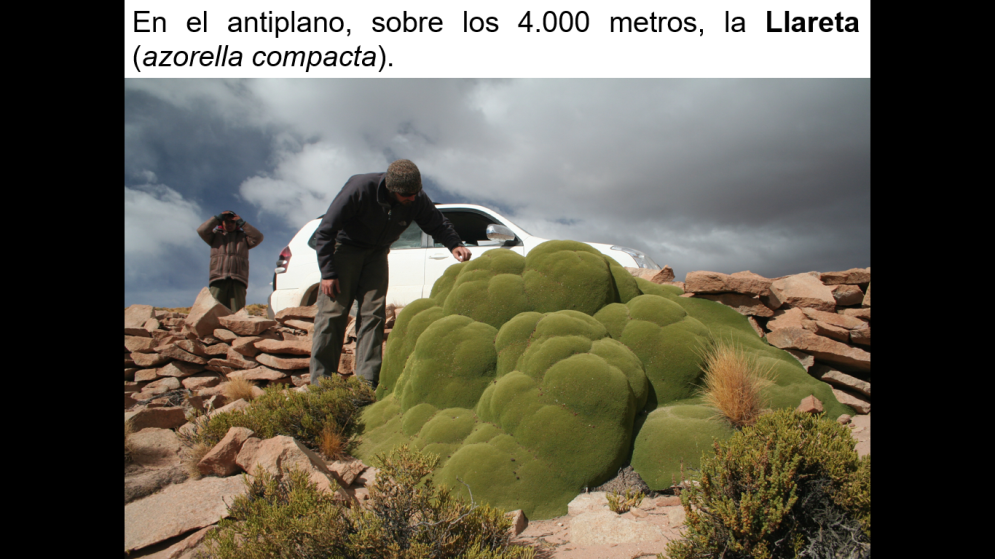 En el antiplano, sobre los 4.000 metros, la Llareta
(azorella compacta).